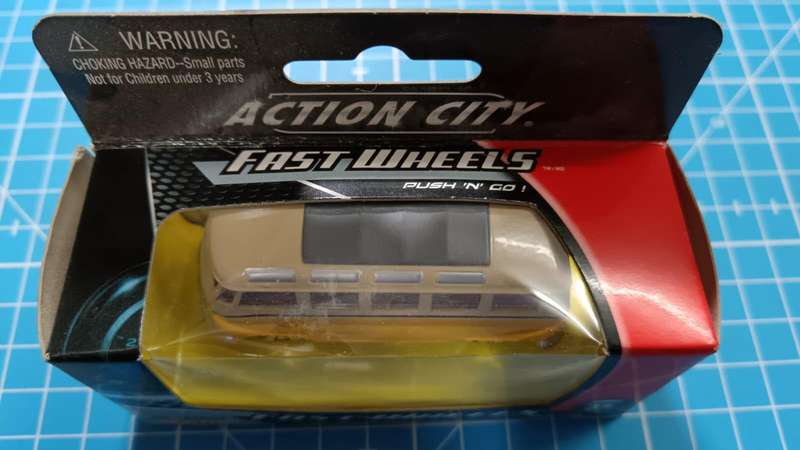 WARNING:
CHOKING HAZARD--Small parts
Not for Children under 3 years
ACTION CITY®
FAST WHEELS
PUSH 'N' GO !